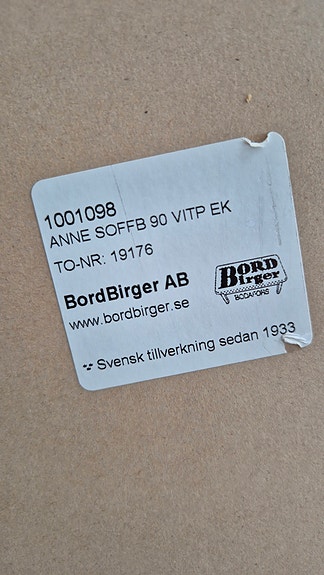 1001098
ANNE SOFFB 90 VITP EK
TO-NR: 19176
BordBirger AB
www.bordbirger.se
BORD
Birger
BODAFORS
Svensk tillverkning sedan 1933